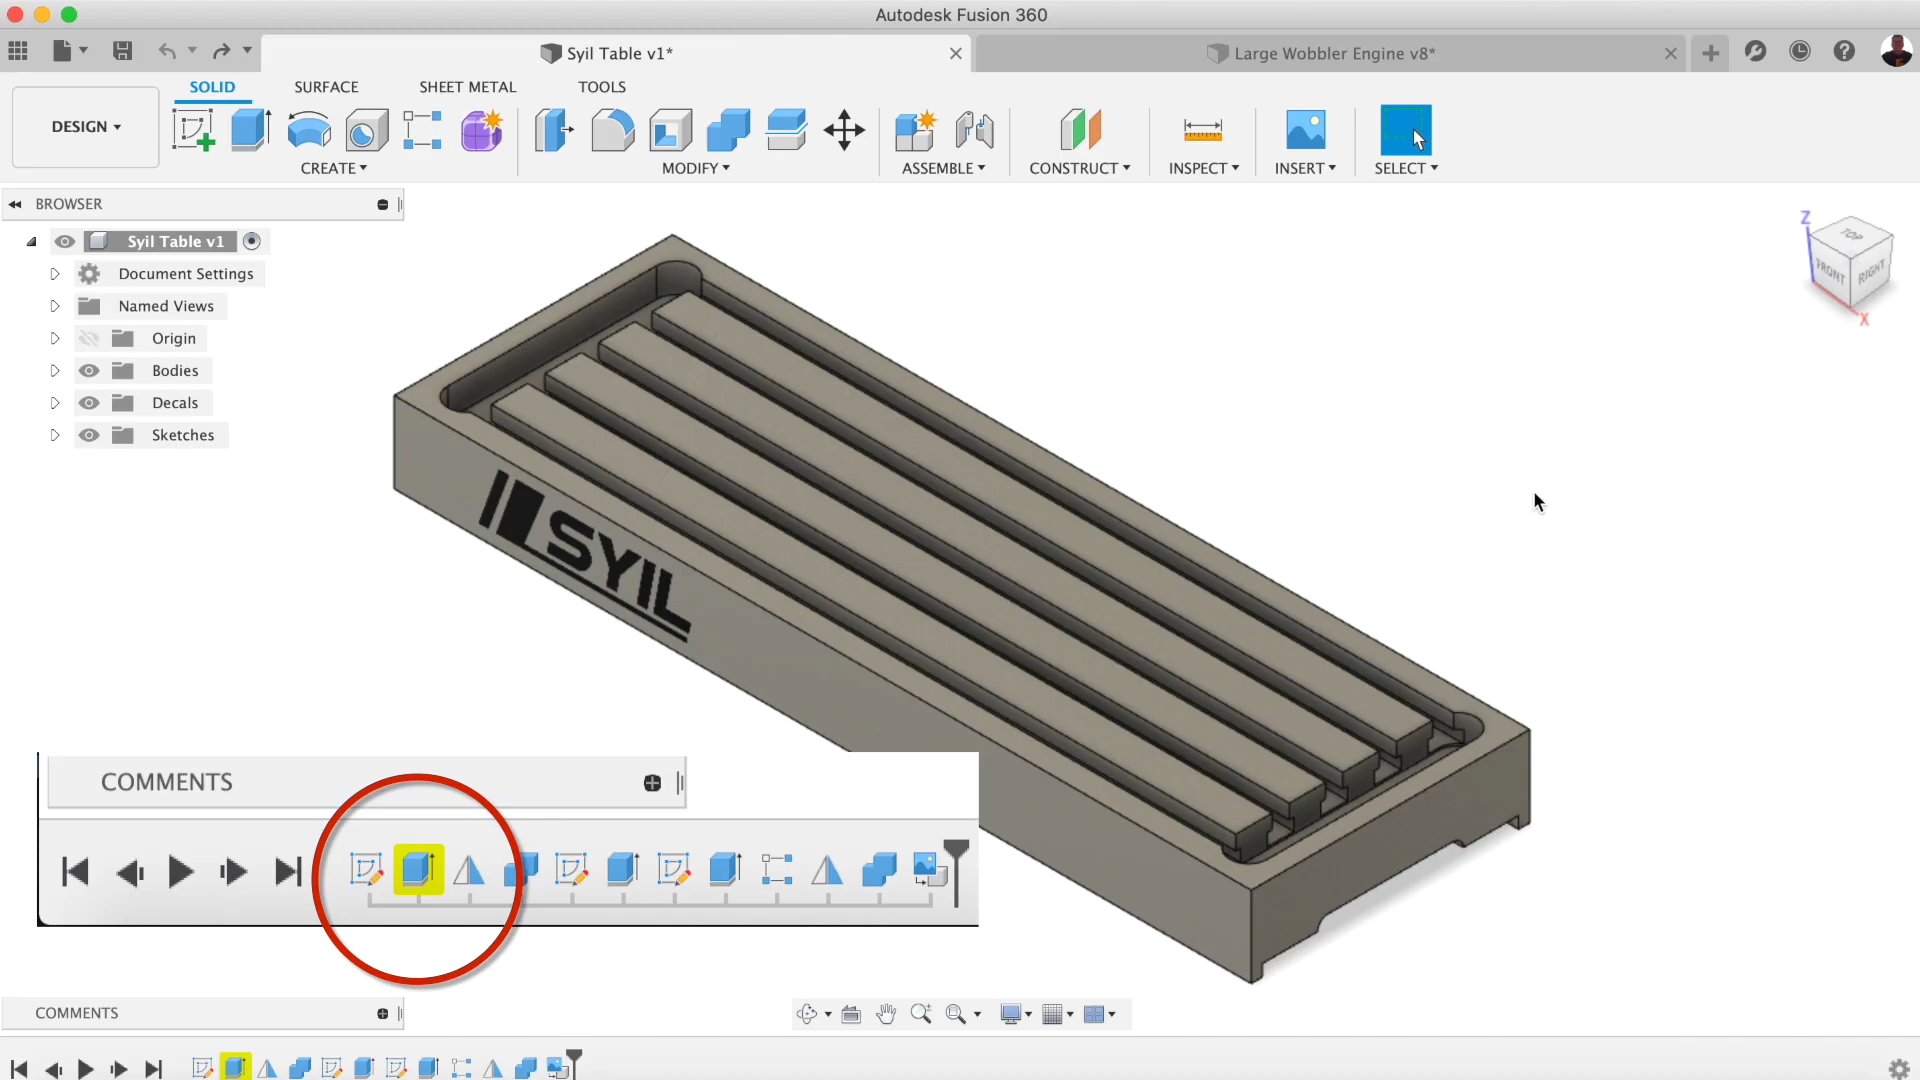 Autodesk Fusion 360
Syil Table v1*
Large Wobbler Engine v8*
SOLID SURFACE SHEET METAL TOOLS
DESIGN
CREATE MODIFY ASSEMBLE CONSTRUCT INSPECT INSERT SELECT
BROWSER
Syil Table v1
Document Settings
Named Views
Origin
Bodies
Decals
Sketches
Z
TOP
FRONT
RIGHT
X
SYIL
COMMENTS
COMMENTS